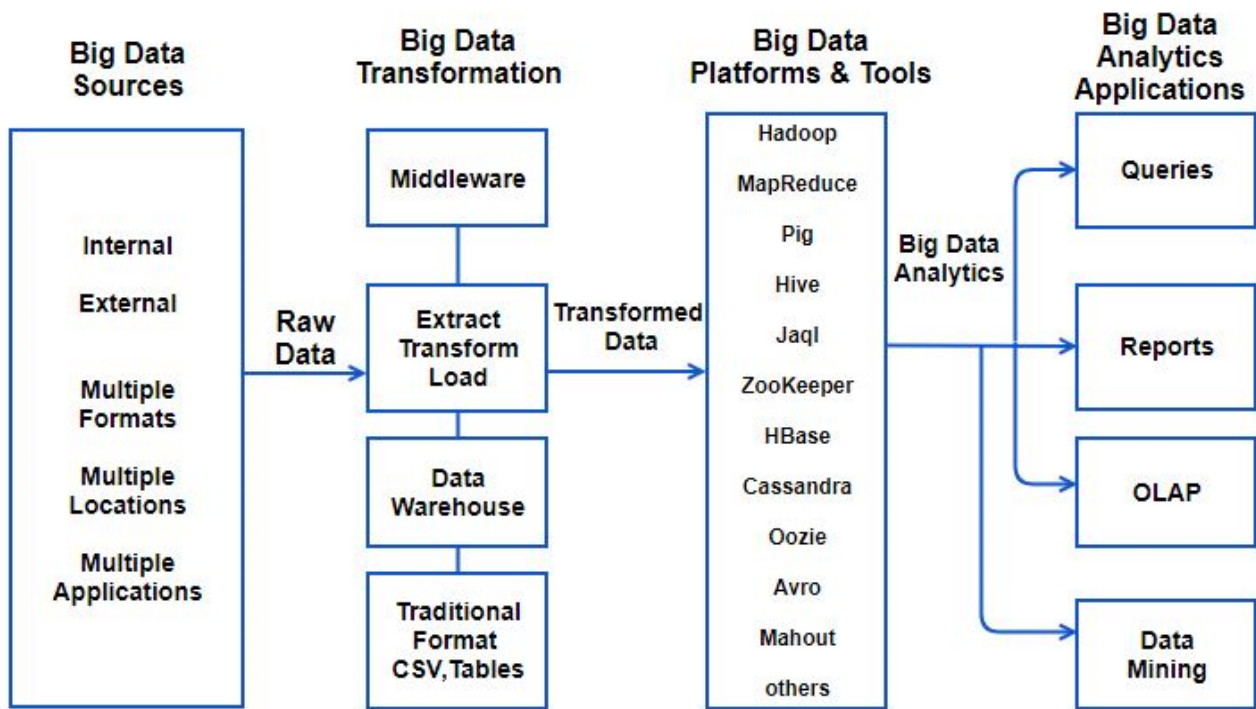 Big Data
Sources
Internal
External
Multiple
Formats
Multiple
Locations
Multiple
Applications
Raw
Data
Big Data
Transformation
Middleware
Extract
Transform
Load
Data
Warehouse
Traditional
Format
CSV,Tables
Transformed
Data
Big Data
Platforms & Tools
Hadoop
MapReduce
Pig
Hive
Jaql
ZooKeeper
HBase
Cassandra
Oozie
Avro
Mahout
others
Big Data
Analytics
Big Data
Analytics
Applications
Queries
Reports
OLAP
Data
Mining